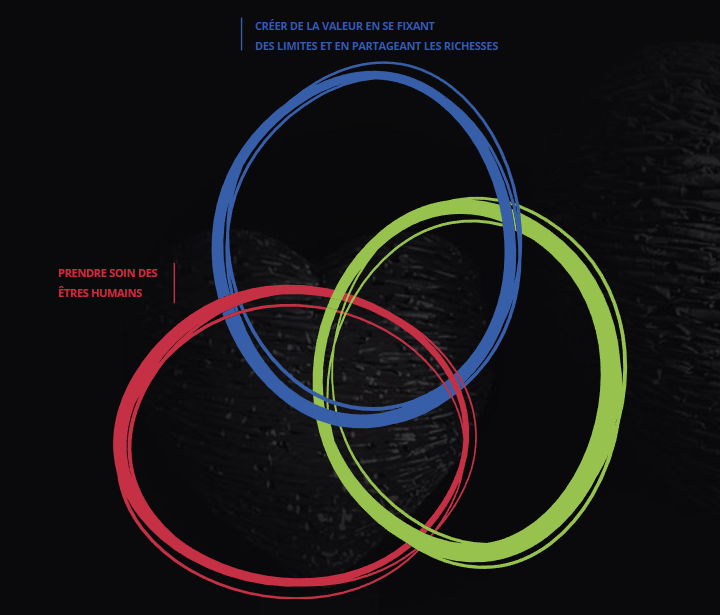 CRÉER DE LA VALEUR EN SE FIXANT
DES LIMITES ET EN PARTAGEANT LES RICHESSES
PRENDRE SOIN DES
ÊTRES HUMAINS